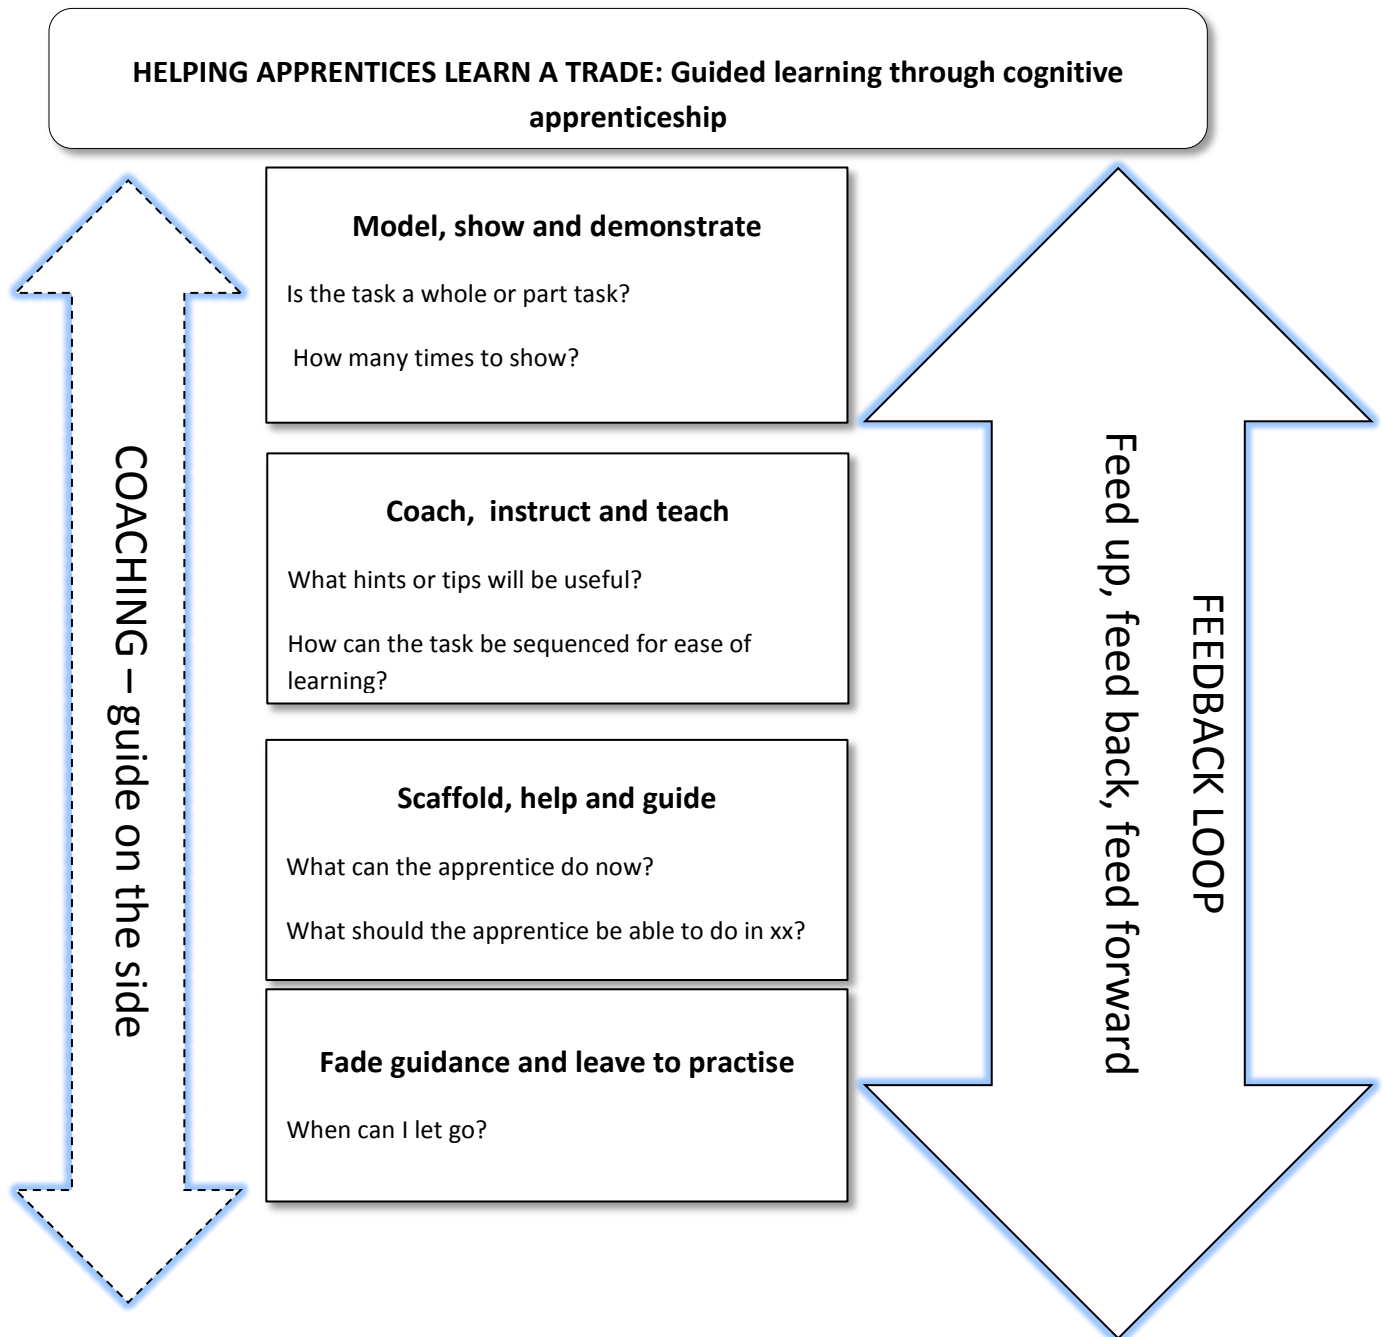 HELPING APPRENTICES LEARN A TRADE: Guided learning through cognitive
apprenticeship
COACHING – guide on the side
Model, show and demonstrate
Is the task a whole or part task?
How many times to show?
Coach, instruct and teach
What hints or tips will be useful?
How can the task be sequenced for ease of
learning?
Scaffold, help and guide
What can the apprentice do now?
What should the apprentice be able to do in xx?
Fade guidance and leave to practise
When can I let go?
FEEDBACK LOOP
Feed up, feed back, feed forward